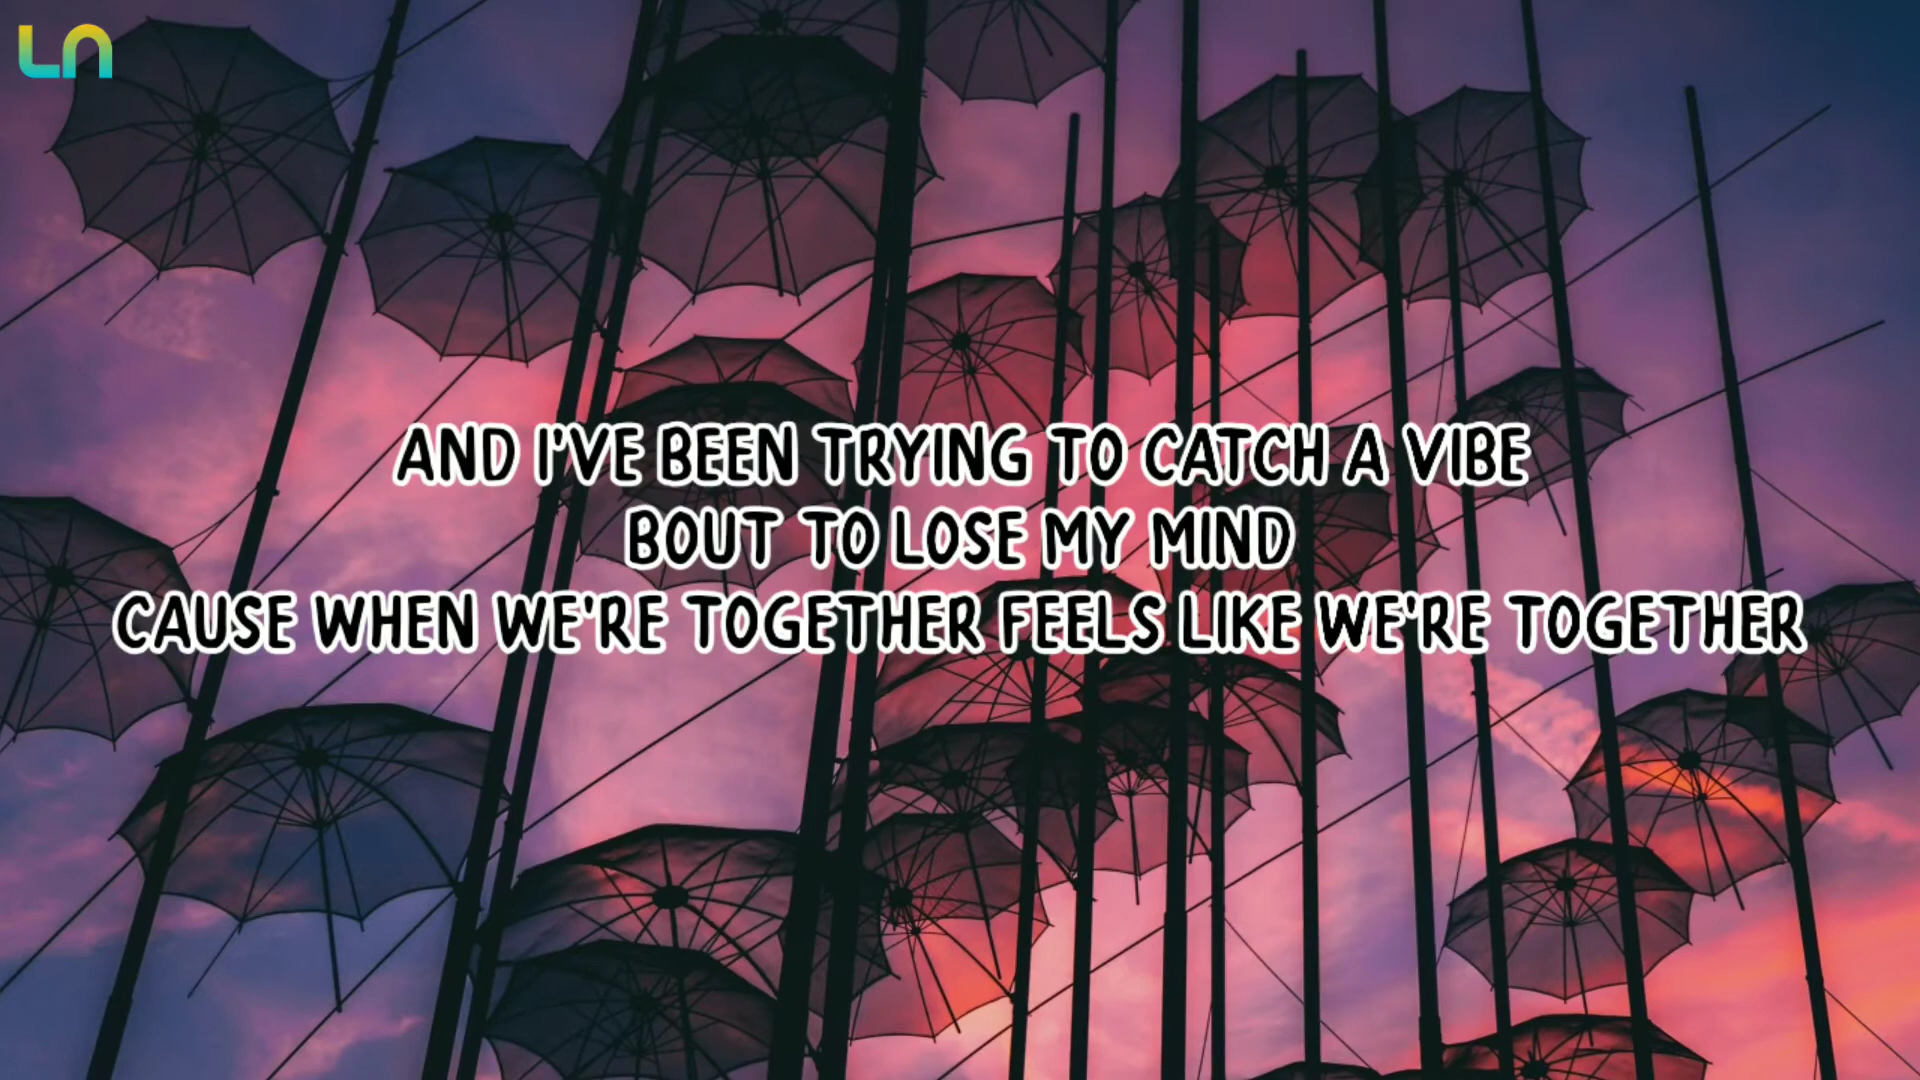 LN
AND I'VE BEEN TRYING TO CATCH A VIBE
BOUT TO LOSE MY MIND
CAUSE WHEN WE'RE TOGETHER FEELS LIKE WE'RE TOGETHER